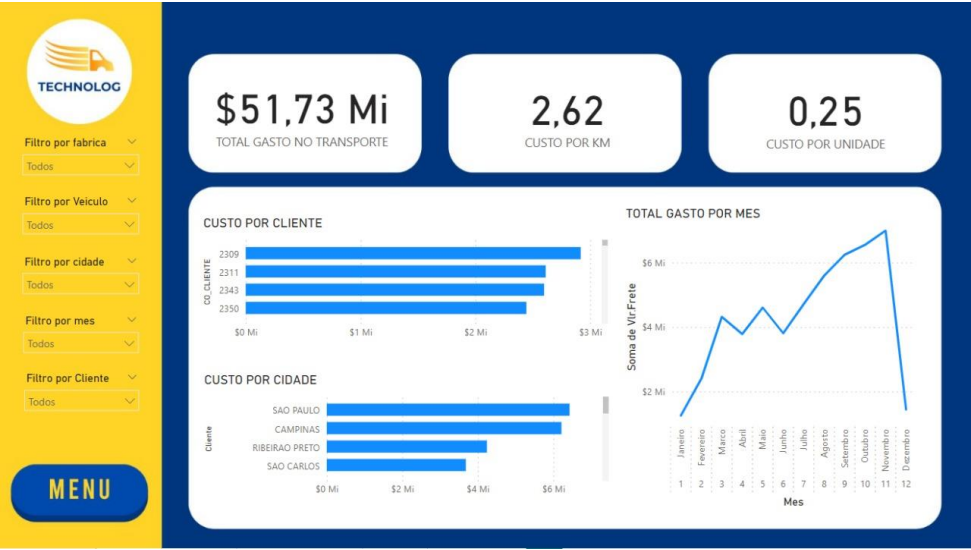 TECHNOLOG
Filtro por fabrica
Todos
Filtro por Veiculo
Todos
Filtro por cidade
Todos
Filtro por mes
Todos
Filtro por Cliente
Todos
MENU
$51,73 Mi
TOTAL GASTO NO TRANSPORTE
2,62
CUSTO POR KM
0,25
CUSTO POR UNIDADE
CUSTO POR CLIENTE
CO_CLIENTE
2309
2311
2343
2350
$0 Mi $1 Mi $2 Mi $3 Mi
CUSTO POR CIDADE
Cliente
SAO PAULO
CAMPINAS
RIBEIRAO PRETO
SAO CARLOS
$0 Mi $2 Mi $4 Mi $6 Mi
TOTAL GASTO POR MES
Soma de Vlr.Frete
$6 Mi
$4 Mi
$2 Mi
Janeiro Fevereiro Marco Abril Maio Junho Julho Agosto Setembro Outubro Novembro Dezembro
1 2 3 4 5 6 7 8 9 10 11 12
Mes